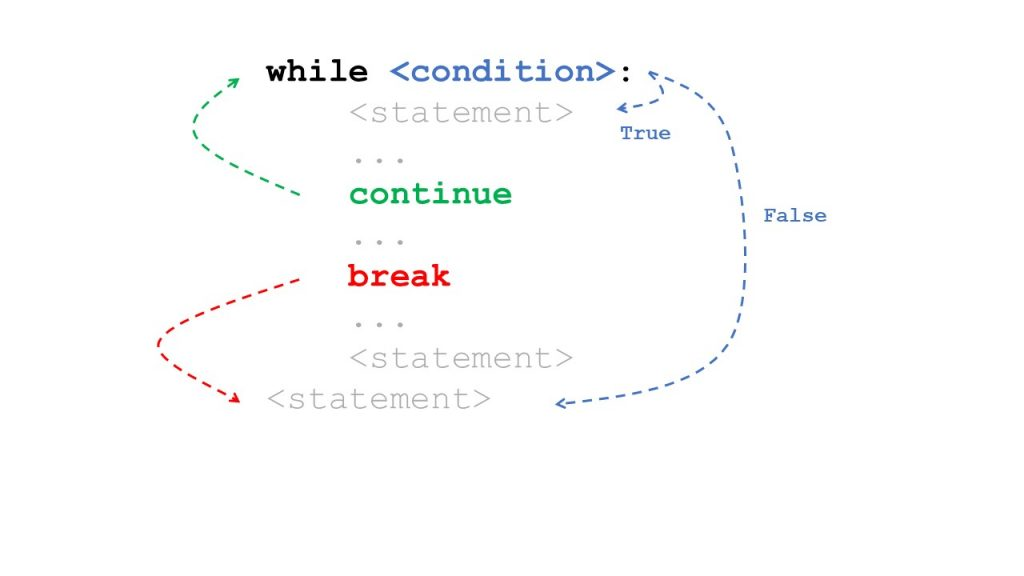 while <condition>:
<statement>
True
...
continue
False
...
break
...
<statement>
<statement>